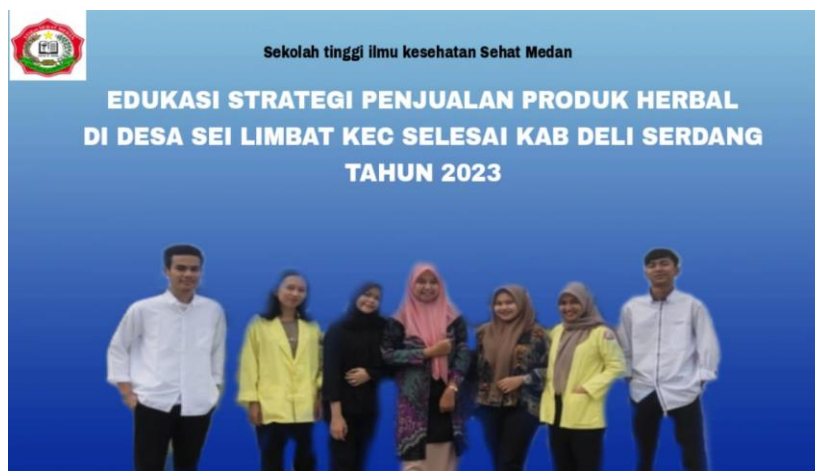 Sekolah tinggi ilmu kesehatan Sehat Medan
EDUKASI STRATEGI PENJUALAN PRODUK HERBAL
DI DESA SEI LIMBAT KEC SELESAI KAB DELI SERDANG
TAHUN 2023